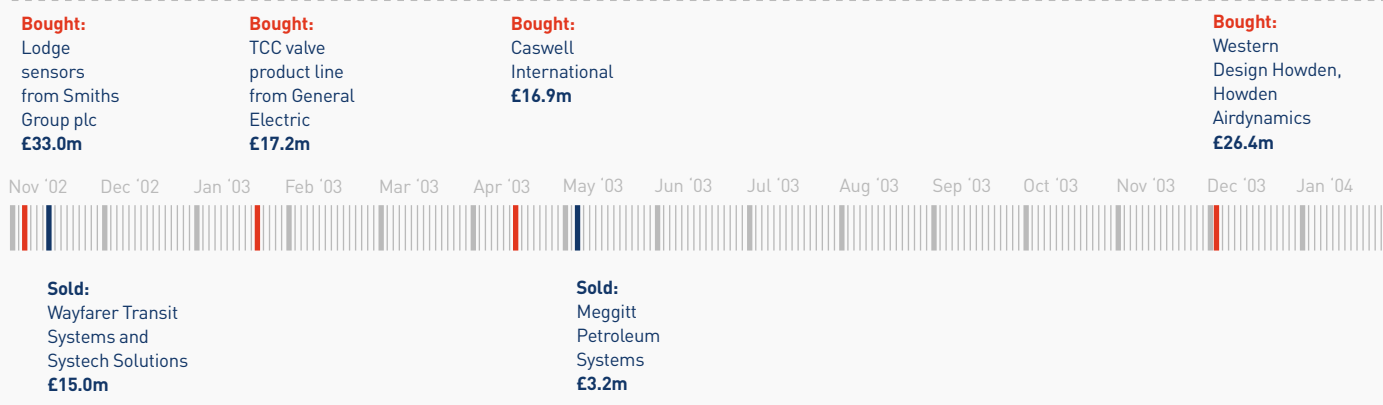 Bought:
Lodge
sensors
from Smiths
Group plc
£33.0m
Bought:
TCC valve
product line
from General
Electric
£17.2m
Bought:
Caswell
International
£16.9m
Bought:
Western
Design Howden,
Howden
Airdynamics
£26.4m
Nov '02 Dec '02 Jan '03 Feb '03 Mar '03 Apr '03 May '03 Jun '03 Jul '03 Aug '03 Sep '03 Oct '03 Nov '03 Dec '03 Jan '04
Sold:
Wayfarer Transit
Systems and
Systech Solutions
£15.0m
Sold:
Meggitt
Petroleum
Systems
£3.2m